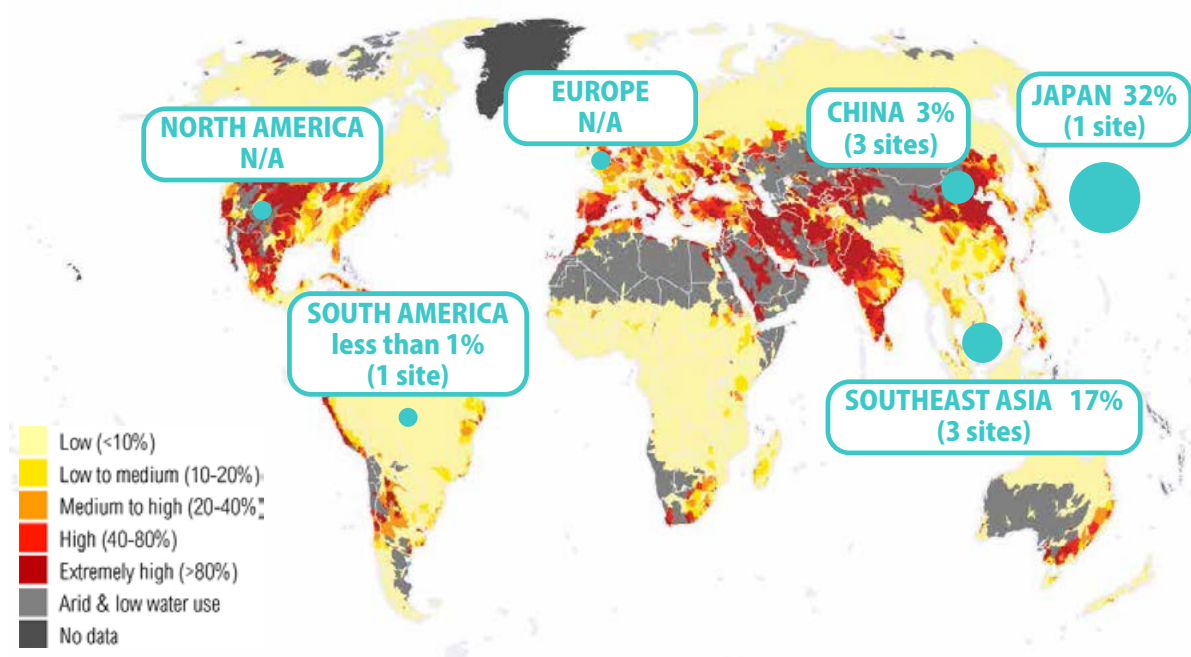 EUROPE
N/A
JAPAN 32%
(1 site)
CHINA 3%
(3 sites)
NORTH AMERICA
N/A
SOUTH AMERICA
less than 1%
(1 site)
SOUTHEAST ASIA 17%
(3 sites)
Low (<10%)
Low to medium (10-20%)
Medium to high (20-40%)
High (40-80%)
Extremely high (>80%)
Arid & low water use
No data